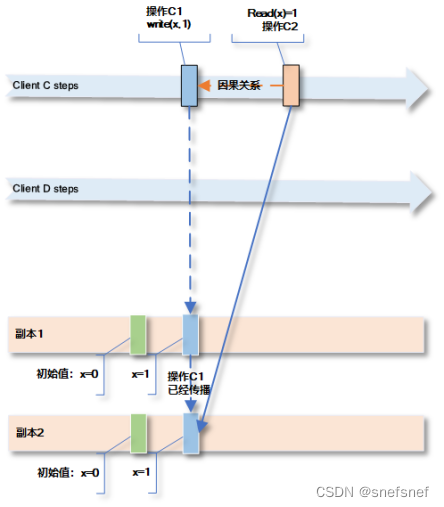 操作C1
write(x, 1)
Read(x)=1
操作C2
Client C steps
因果关系
Client D steps
副本1
初始值：x=0
x=1
操作C1
已经传播
副本2
初始值：x=0
x=1
CSDN @snefsnef